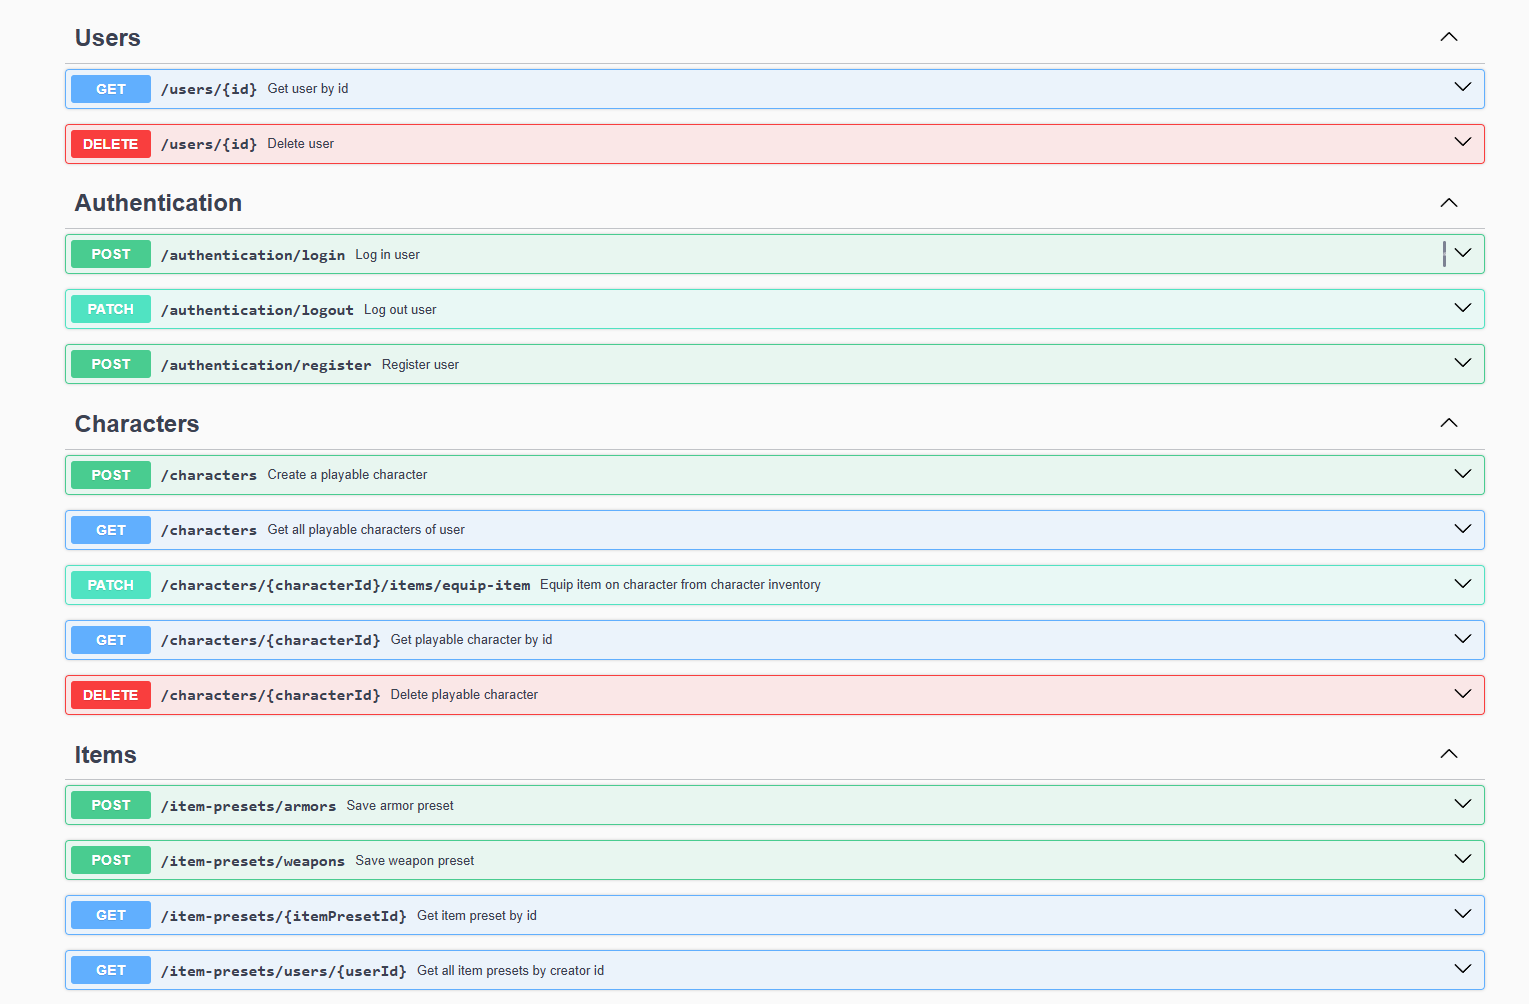 Users
GET /users/{id} Get user by id
DELETE /users/{id} Delete user
Authentication
POST /authentication/login Log in user
PATCH /authentication/logout Log out user
POST /authentication/register Register user
Characters
POST /characters Create a playable character
GET /characters Get all playable characters of user
PATCH /characters/{characterId}/items/equip-item Equip item on character from character inventory
GET /characters/{characterId} Get playable character by id
DELETE /characters/{characterId} Delete playable character
Items
POST /item-presets/armors Save armor preset
POST /item-presets/weapons Save weapon preset
GET /item-presets/{itemPresetId} Get item preset by id
GET /item-presets/users/{userId} Get all item presets by creator id